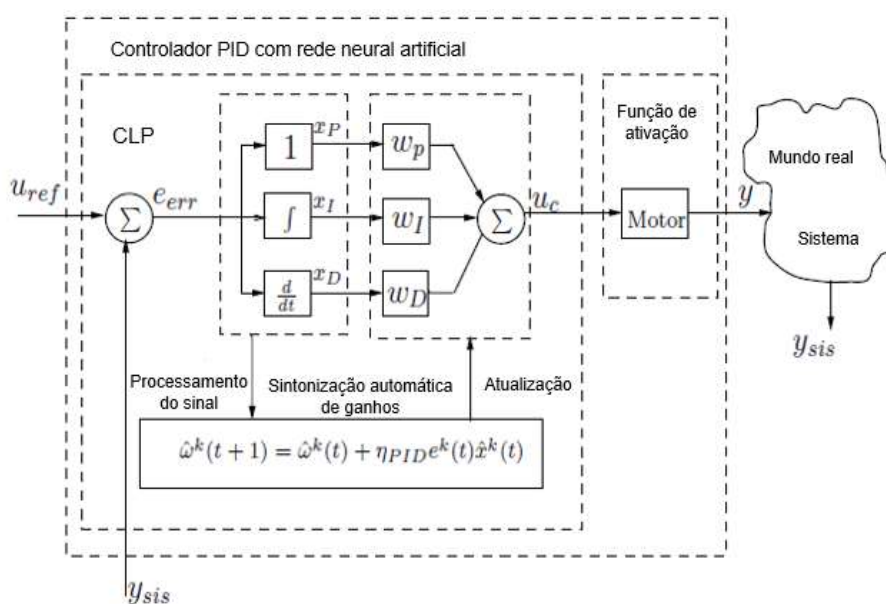 Controlador PID com rede neural artificial
CLP
Função de
ativação
Mundo real
Sistema
u_ref
∑
e_err
1
x_P
w_p
∫
x_I
w_I
d/dt
x_D
w_D
∑
u_c
Motor
y
y_sis
Processamento
do sinal
Sintonização automática
de ganhos
Atualização
ω̂^k(t + 1) = ω̂^k(t) + η_PID e^k(t) x̂^k(t)
y_sis